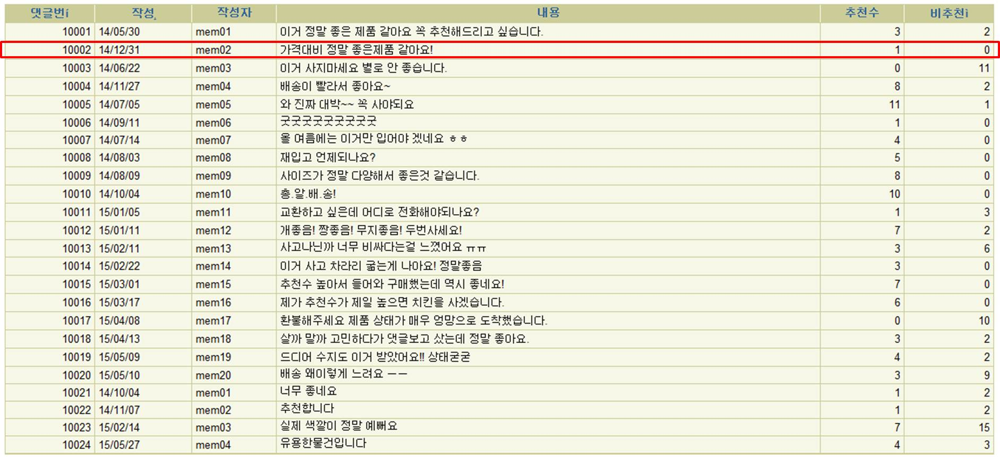 댓글번í 작성¸ 작성자 내용 추천수 비추천ì
10001 14/05/30 mem01 이거 정말 좋은 제품 같아요 꼭 추천해드리고 싶습니다. 3 2
10002 14/12/31 mem02 가격대비 정말 좋은제품 같아요! 1 0
10003 14/06/22 mem03 이거 사지마세요 별로 안 좋습니다. 0 11
10004 14/11/27 mem04 배송이 빨라서 좋아요~ 8 2
10005 14/07/05 mem05 와 진짜 대박~~ 꼭 사야되요 11 1
10006 14/09/11 mem06 굿굿굿굿굿굿굿굿굿 1 0
10007 14/07/14 mem07 올 여름에는 이거만 입어야 겠네요 ㅎㅎ 4 0
10008 14/08/03 mem08 재입고 언제되나요? 5 0
10009 14/08/09 mem09 사이즈가 정말 다양해서 좋은것 같습니다. 8 0
10010 14/10/04 mem10 총.알.배.송! 10 0
10011 15/01/05 mem11 교환하고 싶은데 어디로 전화해야되나요? 1 3
10012 15/01/11 mem12 개좋음! 짱좋음! 무지좋음! 두번사세요! 7 2
10013 15/02/11 mem13 사고나닌까 너무 비싸다는걸 느꼈어요 ㅠㅠ 3 6
10014 15/02/22 mem14 이거 사고 차라리 굶는게 나아요! 정말좋음 3 0
10015 15/03/01 mem15 추천수 높아서 들어와 구매했는데 역시 좋네요! 7 0
10016 15/03/17 mem16 제가 추천수가 제일 높으면 치킨을 사겠습니다. 6 0
10017 15/04/08 mem17 환불해주세요 제품 상태가 매우 엉망으로 도착했습니다. 0 10
10018 15/04/13 mem18 살까 말까 고민하다가 댓글보고 샀는데 정말 좋아요. 3 2
10019 15/05/09 mem19 드디어 수지도 이거 받았어요!! 상태굳굳 4 2
10020 15/05/10 mem20 배송 왜이렇게 느려요 ㅡㅡ 3 9
10021 14/10/04 mem01 너무 좋네요 1 2
10022 14/11/07 mem02 추천합니다 1 2
10023 15/02/14 mem03 실제 색깔이 정말 예뻐요 7 15
10024 15/05/27 mem04 유용한물건입니다 4 3